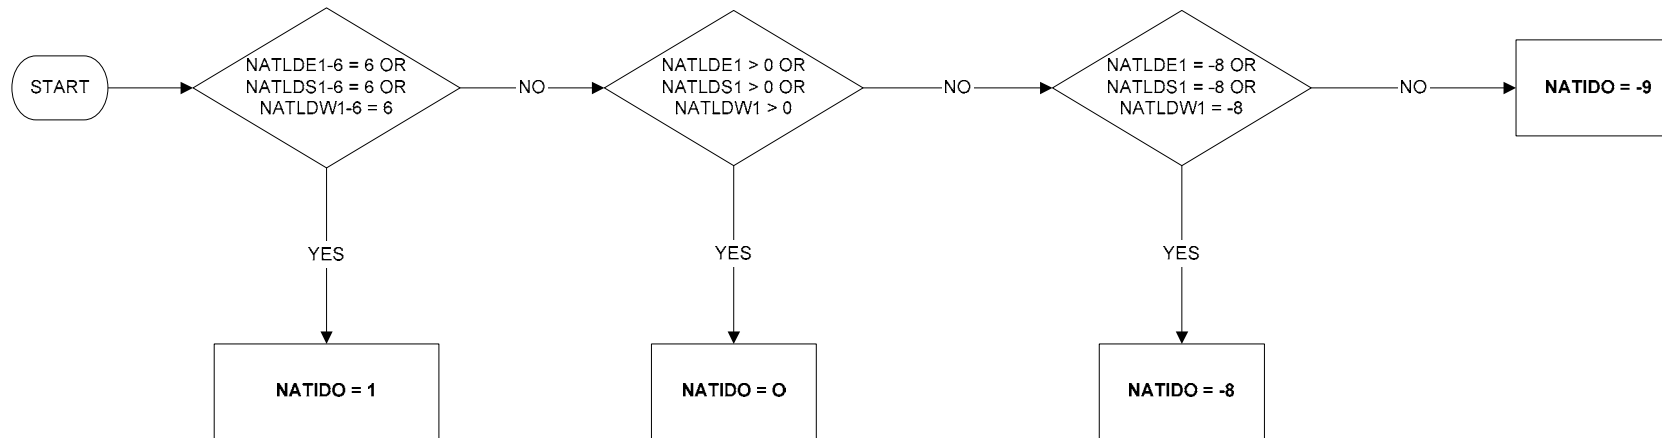 START
NATLDE1-6 = 6 OR
NATLDS1-6 = 6 OR
NATLDW1-6 = 6
NO
NATLDE1 > 0 OR
NATLDS1 > 0 OR
NATLDW1 > 0
NO
NATLDE1 = -8 OR
NATLDS1 = -8 OR
NATLDW1 = -8
NO
NATIDO = -9
YES
YES
YES
NATIDO = 1
NATIDO = O
NATIDO = -8